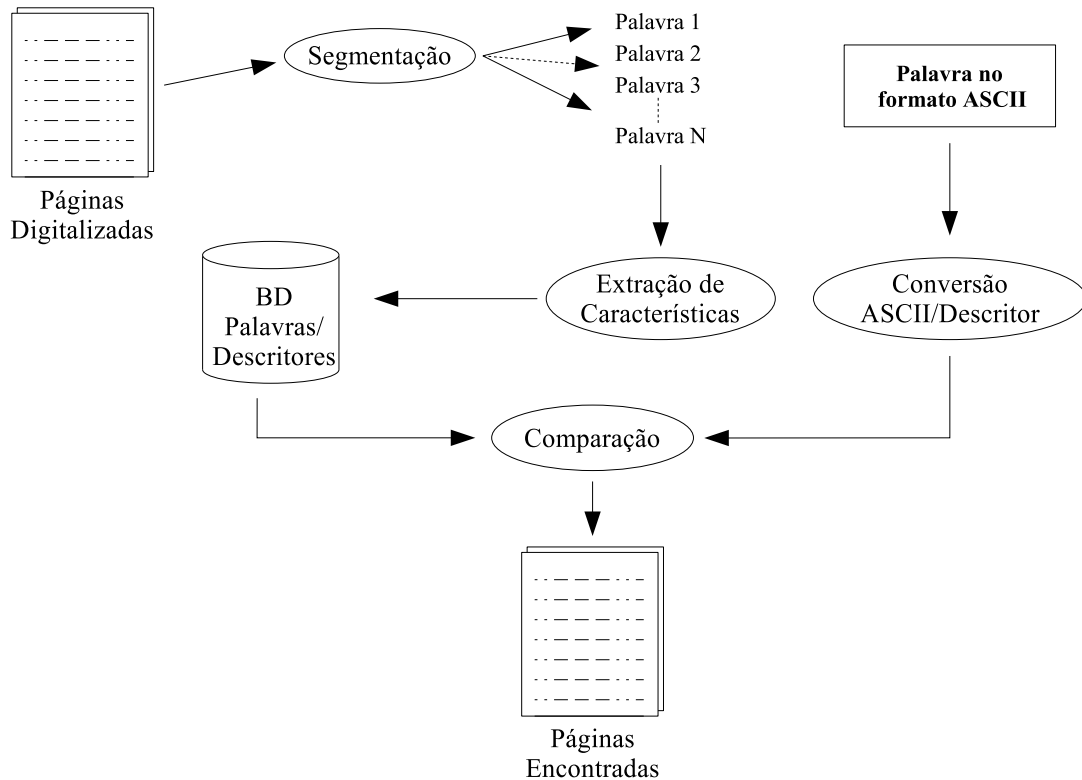 Páginas
Digitalizadas
Segmentação
Palavra 1
Palavra 2
Palavra 3
Palavra N
Palavra no
formato ASCII
BD
Palavras/
Descritores
Extração de
Características
Conversão
ASCII/Descritor
Comparação
Páginas
Encontradas